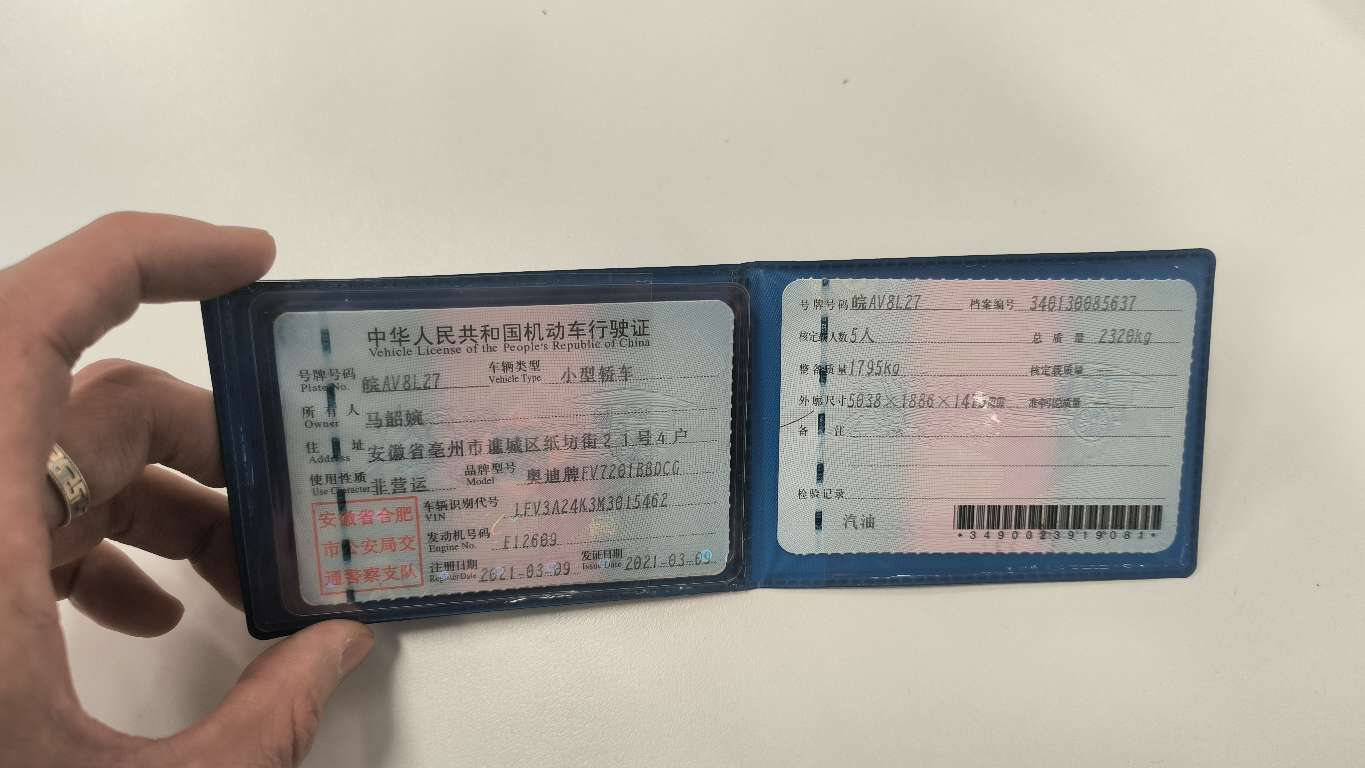 中华人民共和国机动车行驶证
Vehicle License of the People's Republic of China
号牌号码 皖AV8L27 车辆类型 小型轿车
Plate No. Vehicle Type
所有人 马韶婉
Owner
住址 安徽省亳州市谯城区纸坊街21号4户
Address
使用性质 非营运 品牌型号 奥迪牌FV7201BBDCG
Use Character Model
安徽省合肥
市公安局交
通警察支队
车辆识别代号 LFV3A24K3M3015462
VIN
发动机号码 E12609
Engine No.
注册日期 2021-03-09 发证日期 2021-03-09
Register Date Issue Date
号牌号码 皖AV8L27 档案编号 340130085637
核定载人数 5人 总质量 2320kg
整备质量 1795kg 核定载质量 --
外廓尺寸 5038×1886×1475mm 准牵引总质量 --
备注
检验记录
汽油
*3490023919081*